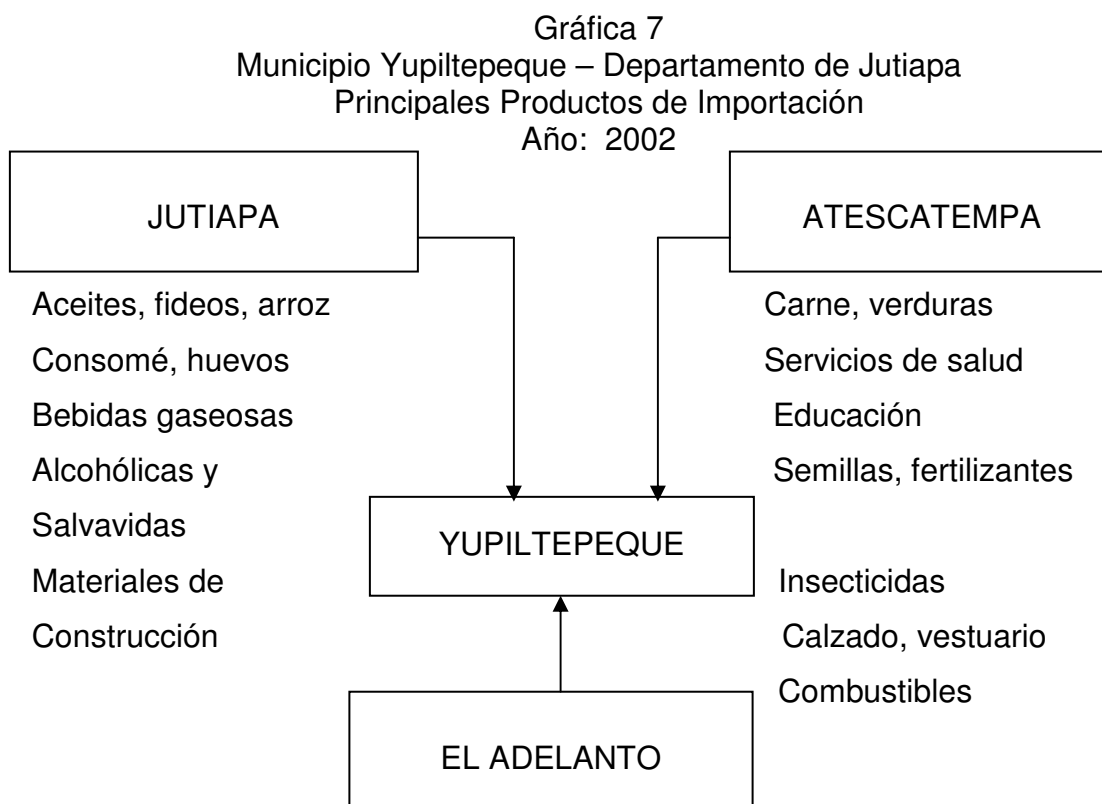 Gráfica 7
Municipio Yupiltepeque – Departamento de Jutiapa
Principales Productos de Importación
Año:  2002
JUTIAPA
Aceites, fideos, arroz
Consomé, huevos
Bebidas gaseosas
Alcohólicas y
Salvavidas
Materiales de
Construcción
ATESCATEMPA
Carne, verduras
Servicios de salud
Educación
Semillas, fertilizantes
Insecticidas
Calzado, vestuario
Combustibles
YUPILTEPEQUE
EL ADELANTO